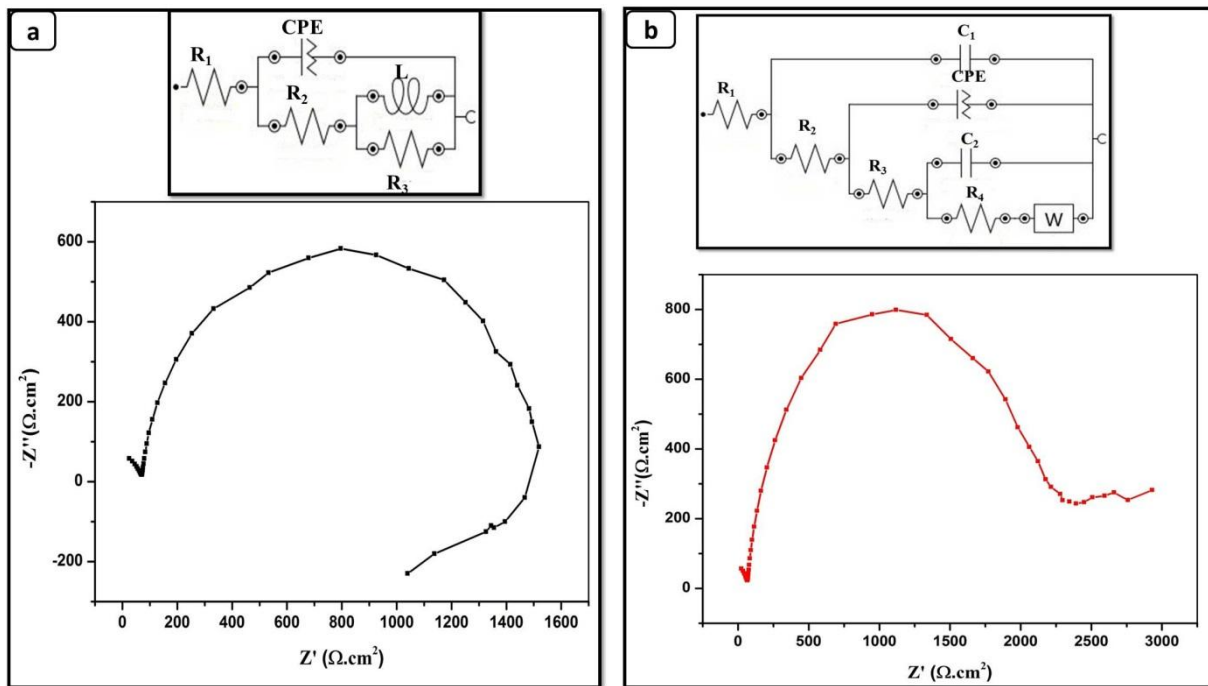 a
CPE
R₁
L
R₂
R₃
-Z''(Ω.cm²)
600
400
200
0
-200
0 200 400 600 800 1000 1200 1400 1600
Z' (Ω.cm²)
b
C₁
CPE
R₁
R₂
C₂
R₃
R₄
W
-Z''(Ω.cm²)
800
600
400
200
0
0 500 1000 1500 2000 2500 3000
Z' (Ω.cm²)